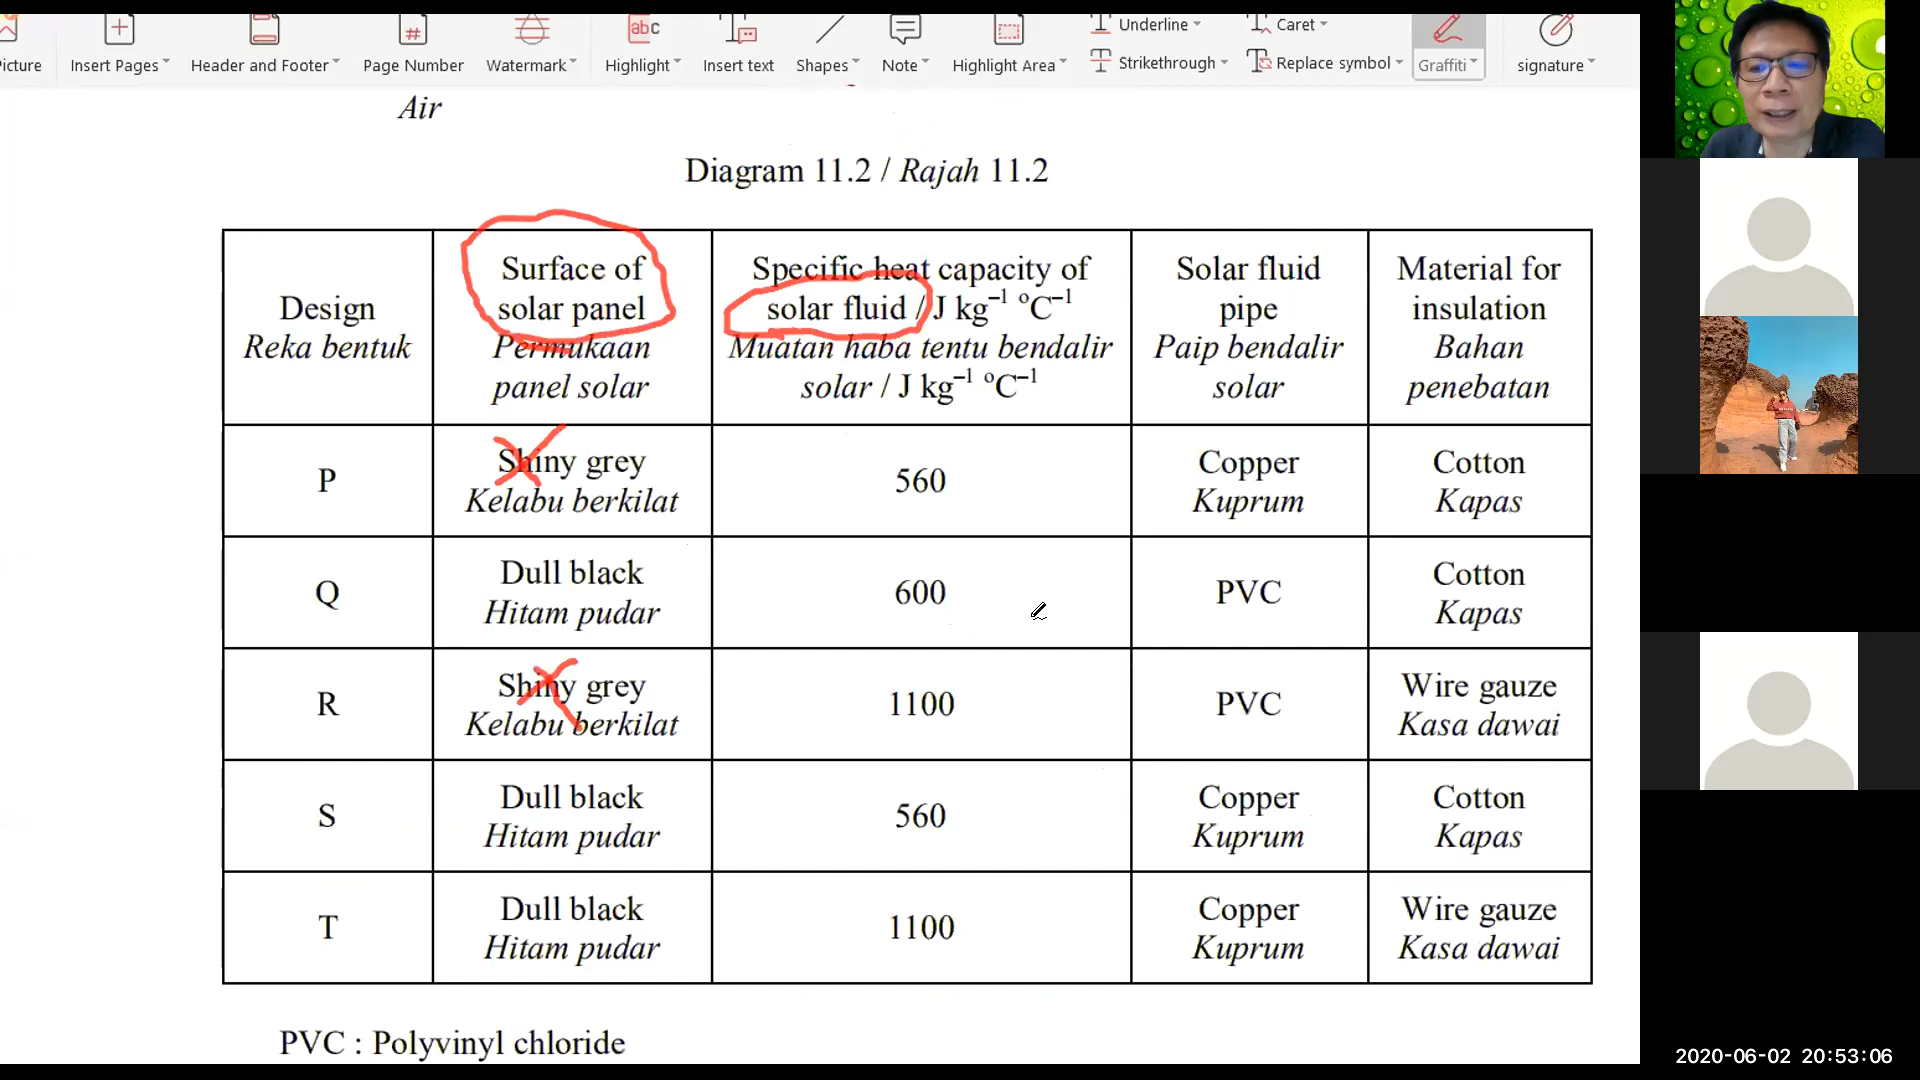 Underline
Caret
icture
Insert Pages
Header and Footer
#
Page Number
Watermark
abc
Highlight
Insert text
Shapes
Note
Highlight Area
Strikethrough
Replace symbol
Graffiti
signature
Air
Diagram 11.2 / Rajah 11.2
Design
Reka bentuk
Surface of
solar panel
Permukaan
panel solar
Specific heat capacity of
solar fluid / J kg⁻¹ °C⁻¹
Muatan haba tentu bendalir
solar / J kg⁻¹ °C⁻¹
Solar fluid
pipe
Paip bendalir
solar
Material for
insulation
Bahan
penebatan
P
Shiny grey
Kelabu berkilat
560
Copper
Kuprum
Cotton
Kapas
Q
Dull black
Hitam pudar
600
PVC
Cotton
Kapas
R
Shiny grey
Kelabu berkilat
1100
PVC
Wire gauze
Kasa dawai
S
Dull black
Hitam pudar
560
Copper
Kuprum
Cotton
Kapas
T
Dull black
Hitam pudar
1100
Copper
Kuprum
Wire gauze
Kasa dawai
PVC : Polyvinyl chloride
2020-06-02 20:53:06